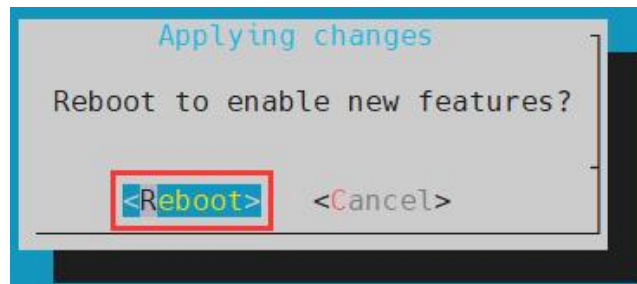 Applying changes
Reboot to enable new features?
<Reboot> <Cancel>